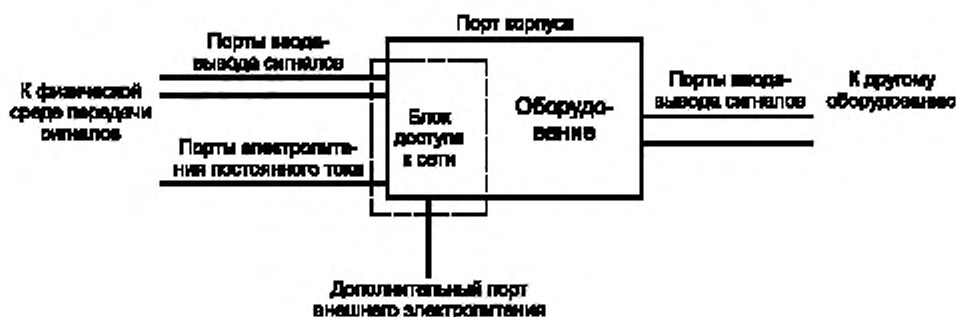 Порт корпуса
Порты ввода-
вывода сигналов
К физической
среде передачи
сигналов
Порты электропита-
ния постоянного тока
Блок
доступа
к сети
Оборудо-
вание
Порты ввода-
вывода сигналов
К другому
оборудованию
Дополнительный порт
внешнего электропитания